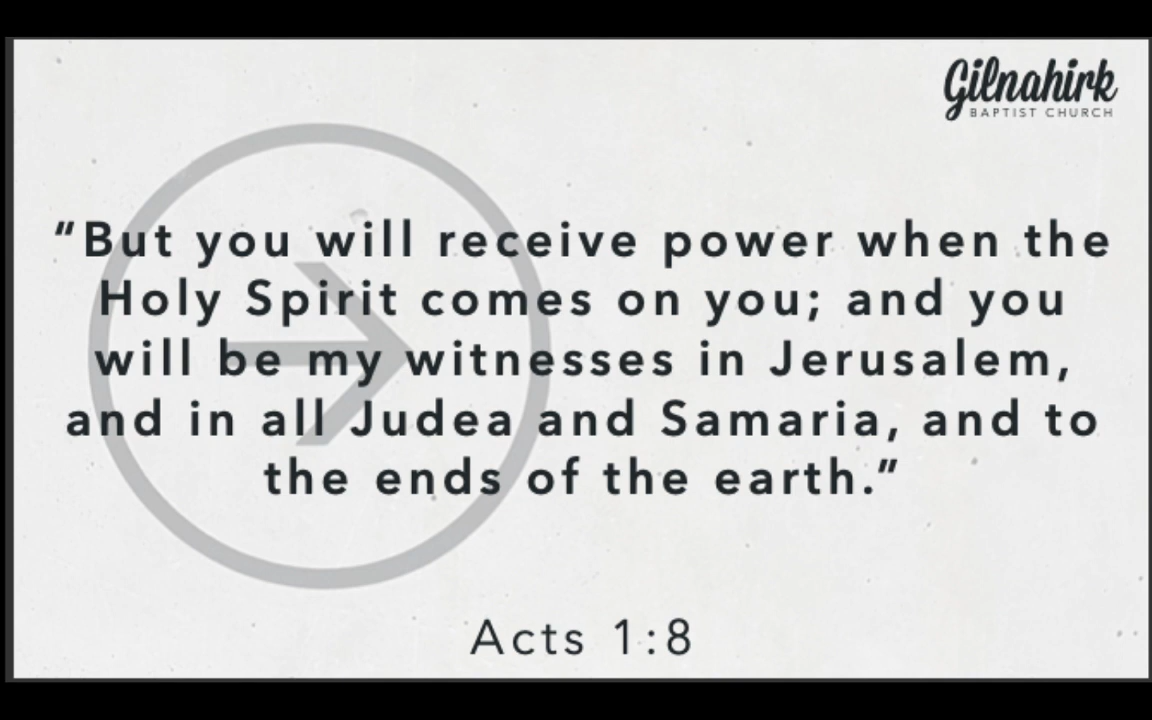 Gilnahirk
BAPTIST CHURCH
“But you will receive power when the
Holy Spirit comes on you; and you
will be my witnesses in Jerusalem,
and in all Judea and Samaria, and to
the ends of the earth.”
Acts 1:8